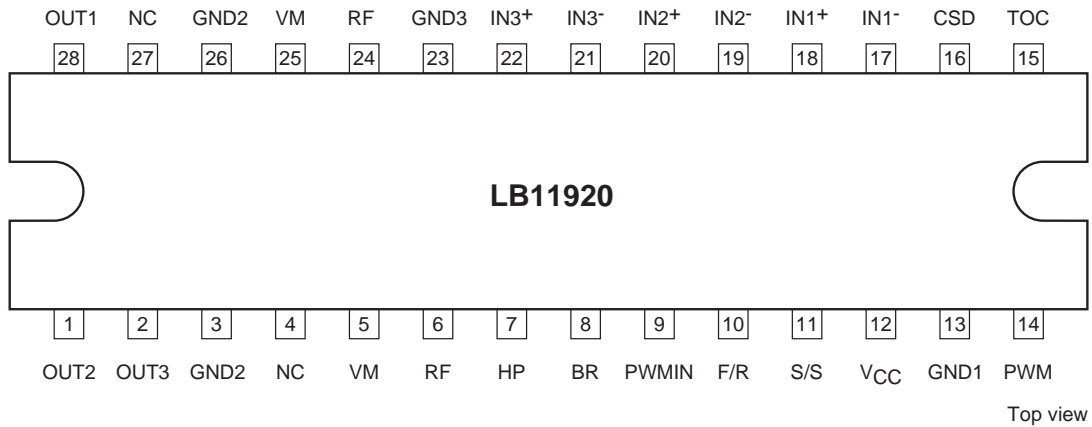 OUT1 NC GND2 VM RF GND3 IN3+ IN3- IN2+ IN2- IN1+ IN1- CSD TOC
28 27 26 25 24 23 22 21 20 19 18 17 16 15
LB11920
1 2 3 4 5 6 7 8 9 10 11 12 13 14
OUT2 OUT3 GND2 NC VM RF HP BR PWMIN F/R S/S VCC GND1 PWM
Top view